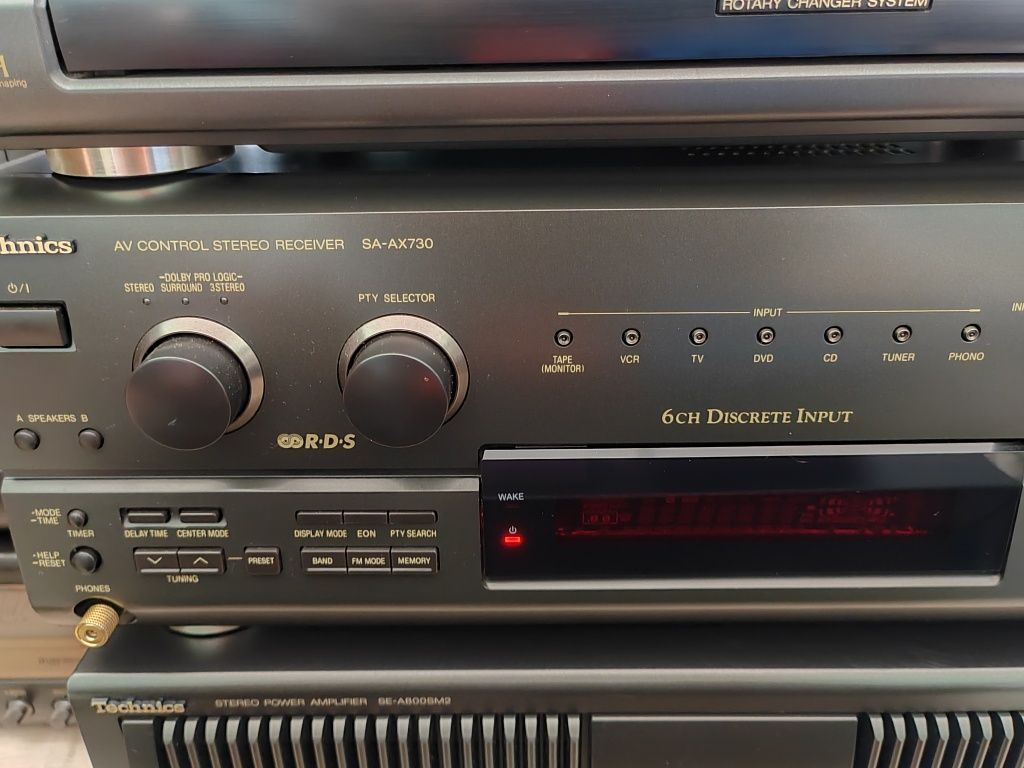 ROTARY CHANGER SYSTEM
hnics
AV CONTROL STEREO RECEIVER SA-AX730
⏻/I
-DOLBY PRO LOGIC-
STEREO SURROUND 3STEREO
PTY SELECTOR
INPUT
TAPE
(MONITOR)
VCR
TV
DVD
CD
TUNER
PHONO
A SPEAKERS B
R·D·S
6CH DISCRETE INPUT
WAKE
-MODE
-TIME
TIMER
DELAY TIME
CENTER MODE
DISPLAY MODE
EON
PTY SEARCH
-HELP
-RESET
PRESET
BAND
FM MODE
MEMORY
TUNING
PHONES
Technics
STEREO POWER AMPLIFIER SE-A800SM2